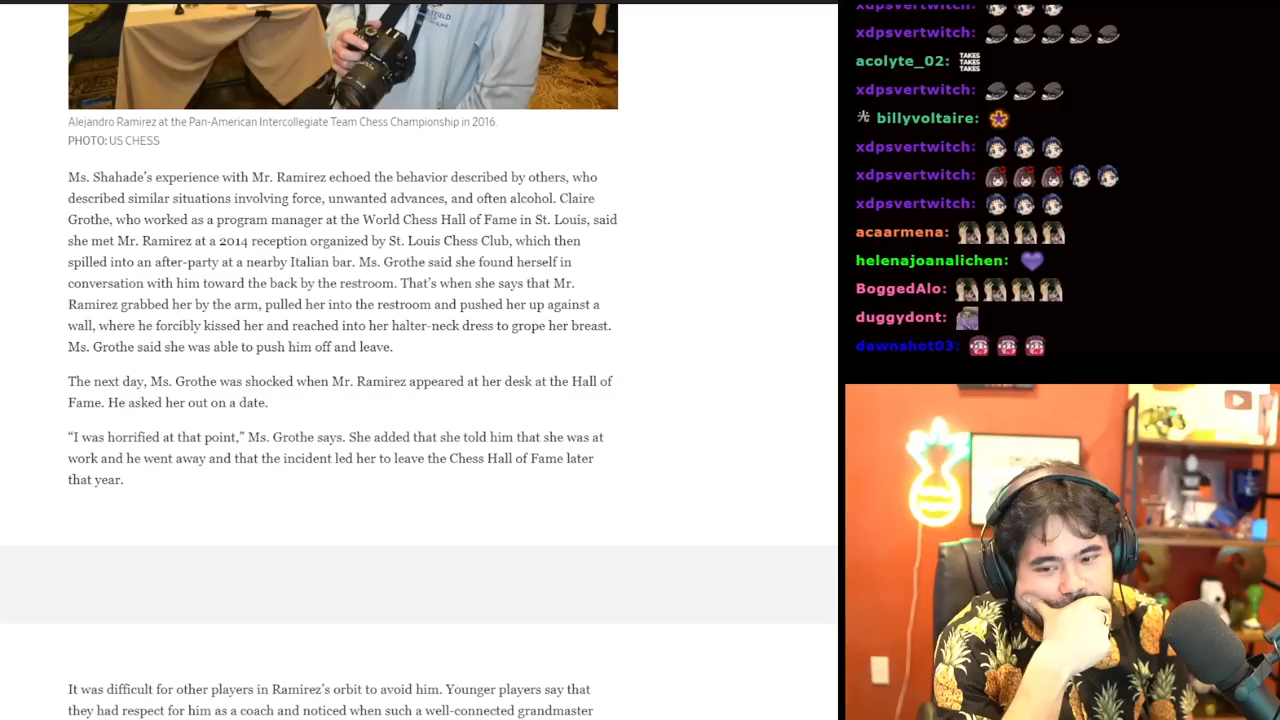 Alejandro Ramirez at the Pan-American Intercollegiate Team Chess Championship in 2016.
PHOTO: US CHESS
Ms. Shahade’s experience with Mr. Ramirez echoed the behavior described by others, who
described similar situations involving force, unwanted advances, and often alcohol. Claire
Grothe, who worked as a program manager at the World Chess Hall of Fame in St. Louis, said
she met Mr. Ramirez at a 2014 reception organized by St. Louis Chess Club, which then
spilled into an after-party at a nearby Italian bar. Ms. Grothe said she found herself in
conversation with him toward the back by the restroom. That’s when she says that Mr.
Ramirez grabbed her by the arm, pulled her into the restroom and pushed her up against a
wall, where he forcibly kissed her and reached into her halter-neck dress to grope her breast.
Ms. Grothe said she was able to push him off and leave.
The next day, Ms. Grothe was shocked when Mr. Ramirez appeared at her desk at the Hall of
Fame. He asked her out on a date.
“I was horrified at that point,” Ms. Grothe says. She added that she told him that she was at
work and he went away and that the incident led her to leave the Chess Hall of Fame later
that year.
It was difficult for other players in Ramirez’s orbit to avoid him. Younger players say that
they had respect for him as a coach and noticed when such a well-connected grandmaster
xdpsvertwitch:
xdpsvertwitch:
acolyte_02: TAKES
TAKES
TAKES
xdpsvertwitch:
billyvoltaire:
xdpsvertwitch:
xdpsvertwitch:
xdpsvertwitch:
acaarmena:
helenajoanalichen:
BoggedAlo:
duggydont:
dawnshot03: